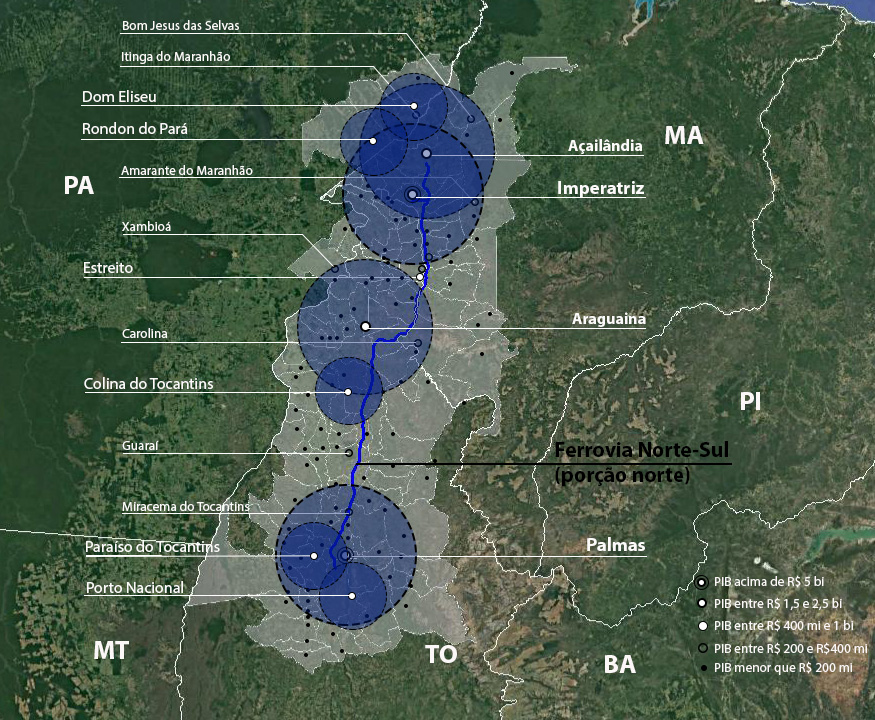 Bom Jesus das Selvas
Itinga do Maranhão
Dom Eliseu
Rondon do Pará
Açailândia
MA
Amarante do Maranhão
PA
Imperatriz
Xambioá
Estreito
Araguaina
Carolina
Colina do Tocantins
PI
Guaraí
Ferrovia Norte-Sul
(porção norte)
Miracema do Tocantins
Paraíso do Tocantins
Palmas
Porto Nacional
PIB acima de R$ 5 bi
PIB entre R$ 1,5 e 2,5 bi
PIB entre R$ 400 mi e 1 bi
PIB entre R$ 200 e R$400 mi
PIB menor que R$ 200 mi
MT
TO
BA